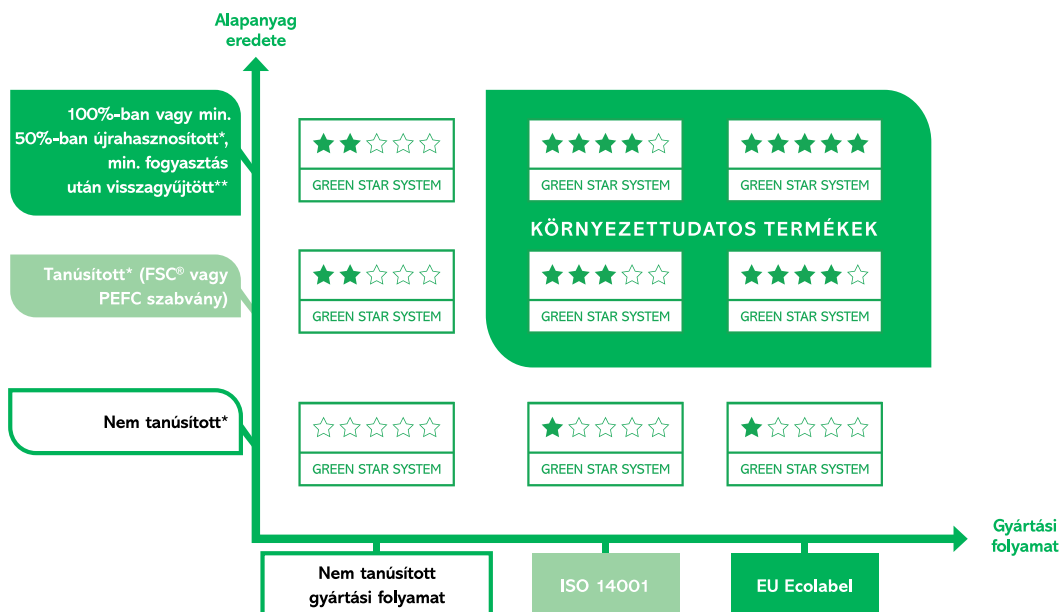 Alapanyag
eredete
100%-ban vagy min.
50%-ban újrahasznosított*,
min. fogyasztás
után visszagyűjtött**
GREEN STAR SYSTEM
GREEN STAR SYSTEM
GREEN STAR SYSTEM
KÖRNYEZETTUDATOS TERMÉKEK
Tanúsított* (FSC® vagy
PEFC szabvány)
GREEN STAR SYSTEM
GREEN STAR SYSTEM
GREEN STAR SYSTEM
Nem tanúsított*
GREEN STAR SYSTEM
GREEN STAR SYSTEM
GREEN STAR SYSTEM
Gyártási
folyamat
Nem tanúsított
gyártási folyamat
ISO 14001
EU Ecolabel